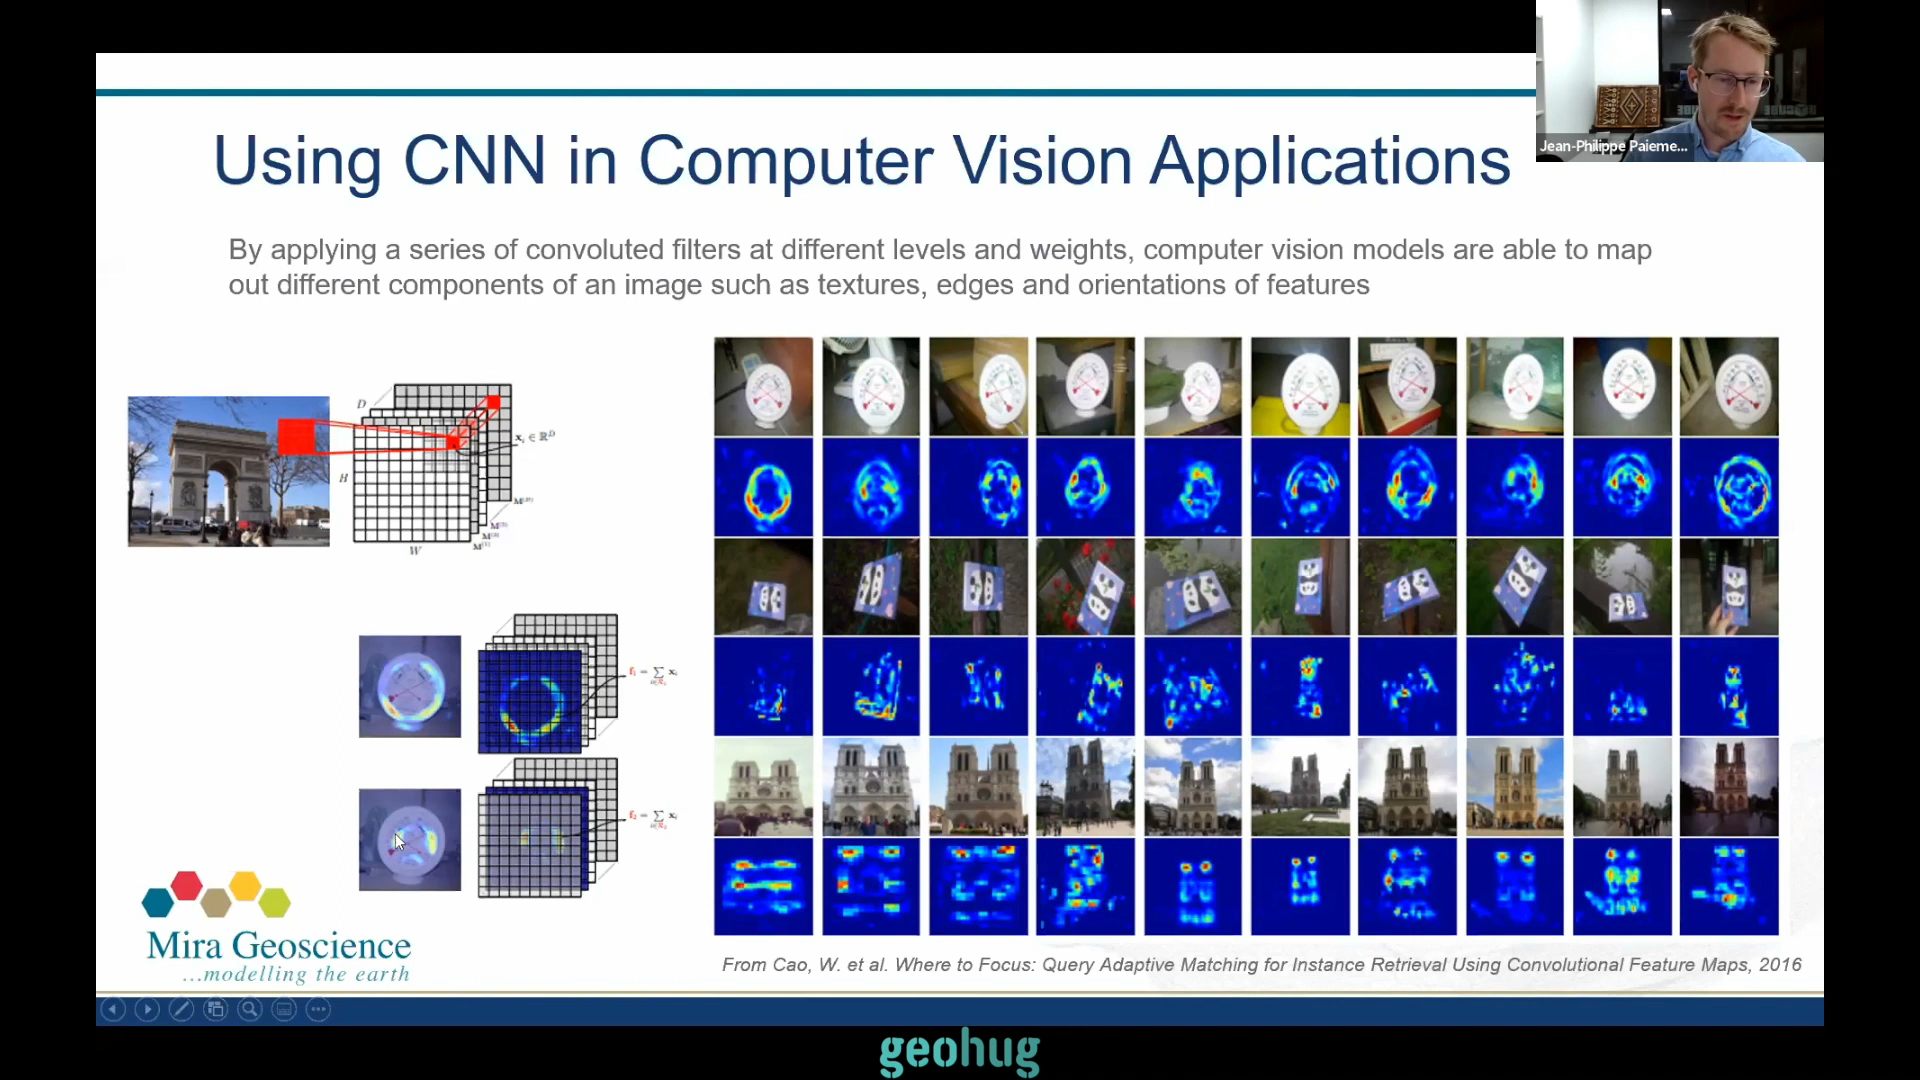 Using CNN in Computer Vision Applications
Jean-Philippe Paieme...
By applying a series of convoluted filters at different levels and weights, computer vision models are able to map
out different components of an image such as textures, edges and orientations of features
D
H
W
Mira Geoscience
...modelling the earth
From Cao, W. et al. Where to Focus: Query Adaptive Matching for Instance Retrieval Using Convolutional Feature Maps, 2016
geohug